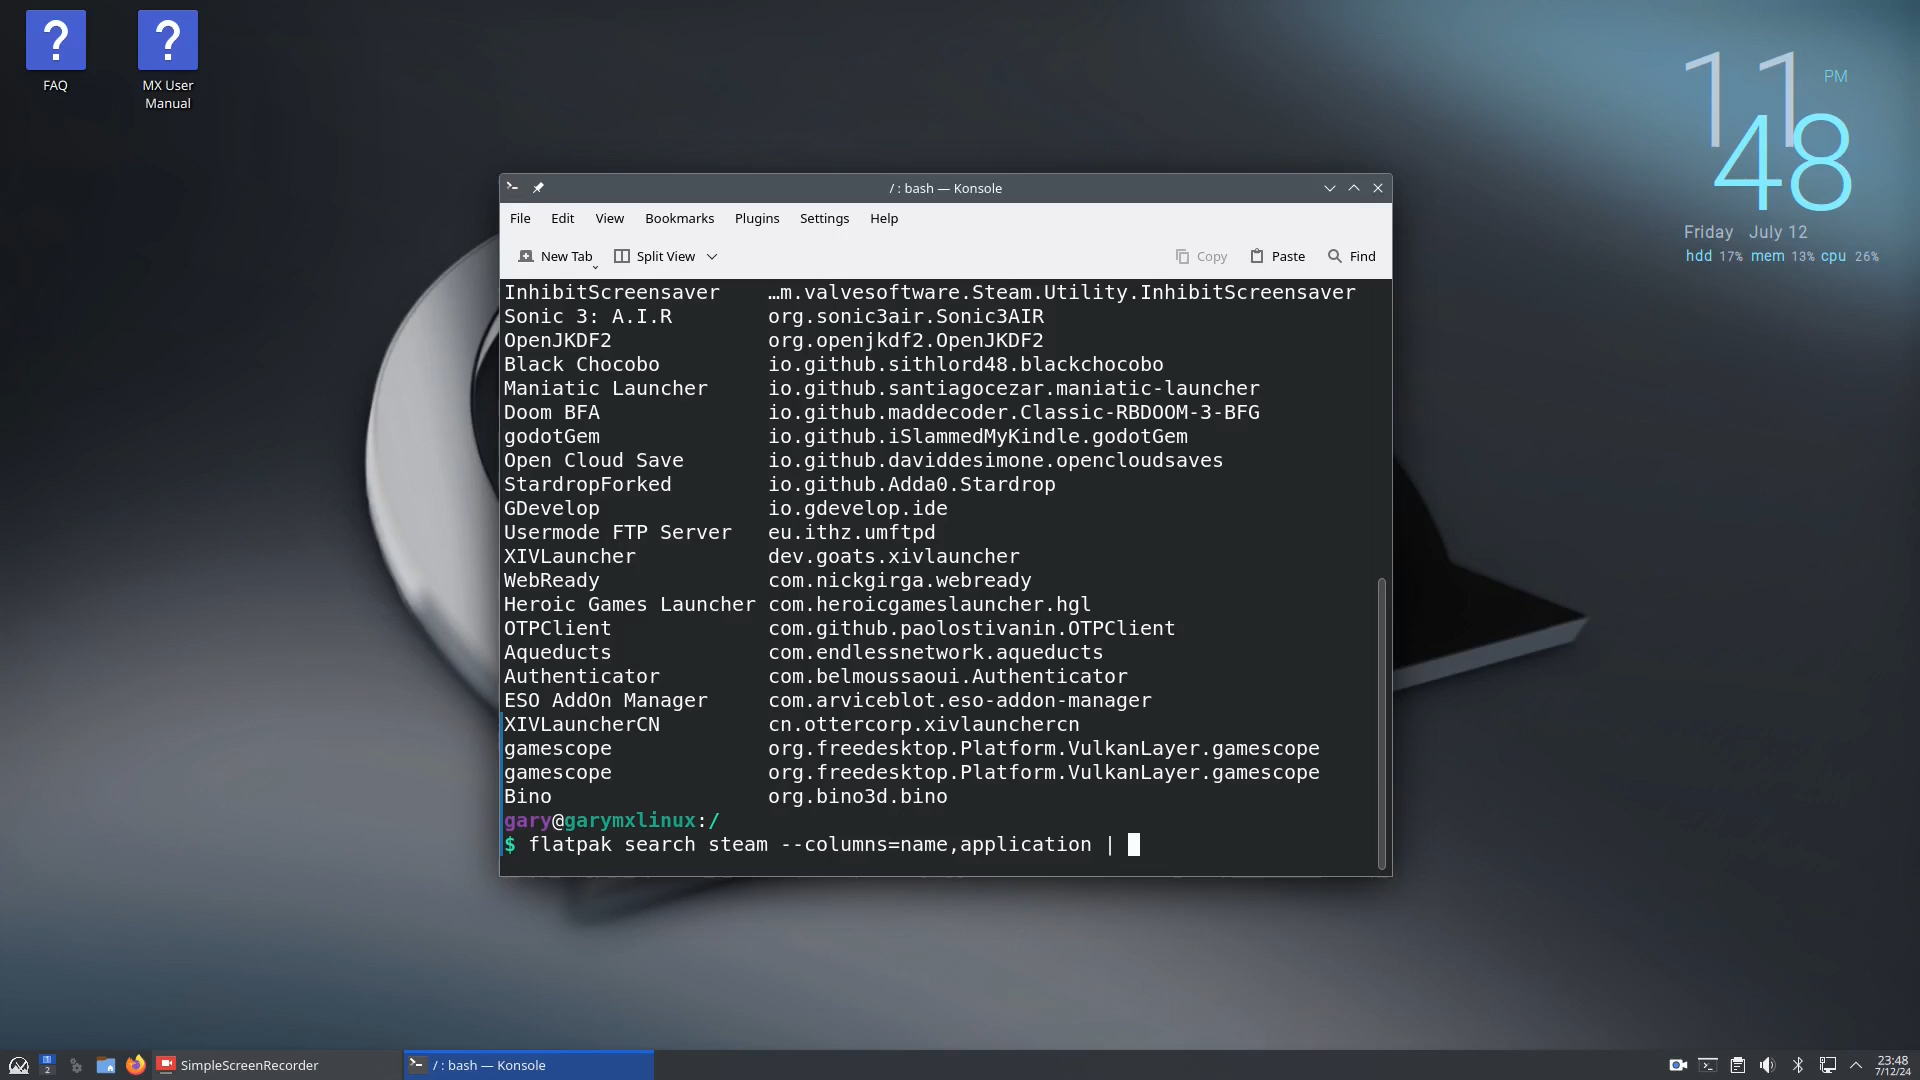 FAQ
MX User
Manual
11 PM
48
Friday July 12
hdd 17% mem 13% cpu 26%
/ : bash — Konsole
File Edit View Bookmarks Plugins Settings Help
New Tab Split View Copy Paste Find
InhibitScreensaver …m.valvesoftware.Steam.Utility.InhibitScreensaver
Sonic 3: A.I.R org.sonic3air.Sonic3AIR
OpenJKDF2 org.openjkdf2.OpenJKDF2
Black Chocobo io.github.sithlord48.blackchocobo
Maniatic Launcher io.github.santiagocezar.maniatic-launcher
Doom BFA io.github.maddecoder.Classic-RBDOOM-3-BFG
godotGem io.github.iSlammedMyKindle.godotGem
Open Cloud Save io.github.daviddesimone.opencloudsaves
StardropForked io.github.Adda0.Stardrop
GDevelop io.gdevelop.ide
Usermode FTP Server eu.ithz.umftpd
XIVLauncher dev.goats.xivlauncher
WebReady com.nickgirga.webready
Heroic Games Launcher com.heroicgameslauncher.hgl
OTPClient com.github.paolostivanin.OTPClient
Aqueducts com.endlessnetwork.aqueducts
Authenticator com.belmoussaoui.Authenticator
ESO AddOn Manager com.arviceblot.eso-addon-manager
XIVLauncherCN cn.ottercorp.xivlaunchercn
gamescope org.freedesktop.Platform.VulkanLayer.gamescope
gamescope org.freedesktop.Platform.VulkanLayer.gamescope
Bino org.bino3d.bino
gary@garymxlinux:/
$ flatpak search steam --columns=name,application |
1
2
SimpleScreenRecorder
/ : bash — Konsole
23:48
7/12/24